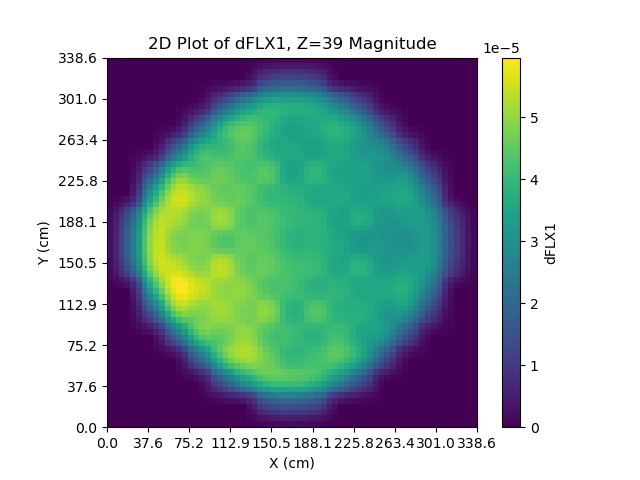 2D Plot of dFLX1, Z=39 Magnitude
1e−5
338.6
301.0
263.4
225.8
188.1
150.5
112.9
75.2
37.6
0.0
Y (cm)
0.0 37.6 75.2 112.9 150.5 188.1 225.8 263.4 301.0 338.6
X (cm)
5
4
3
2
1
0
dFLX1